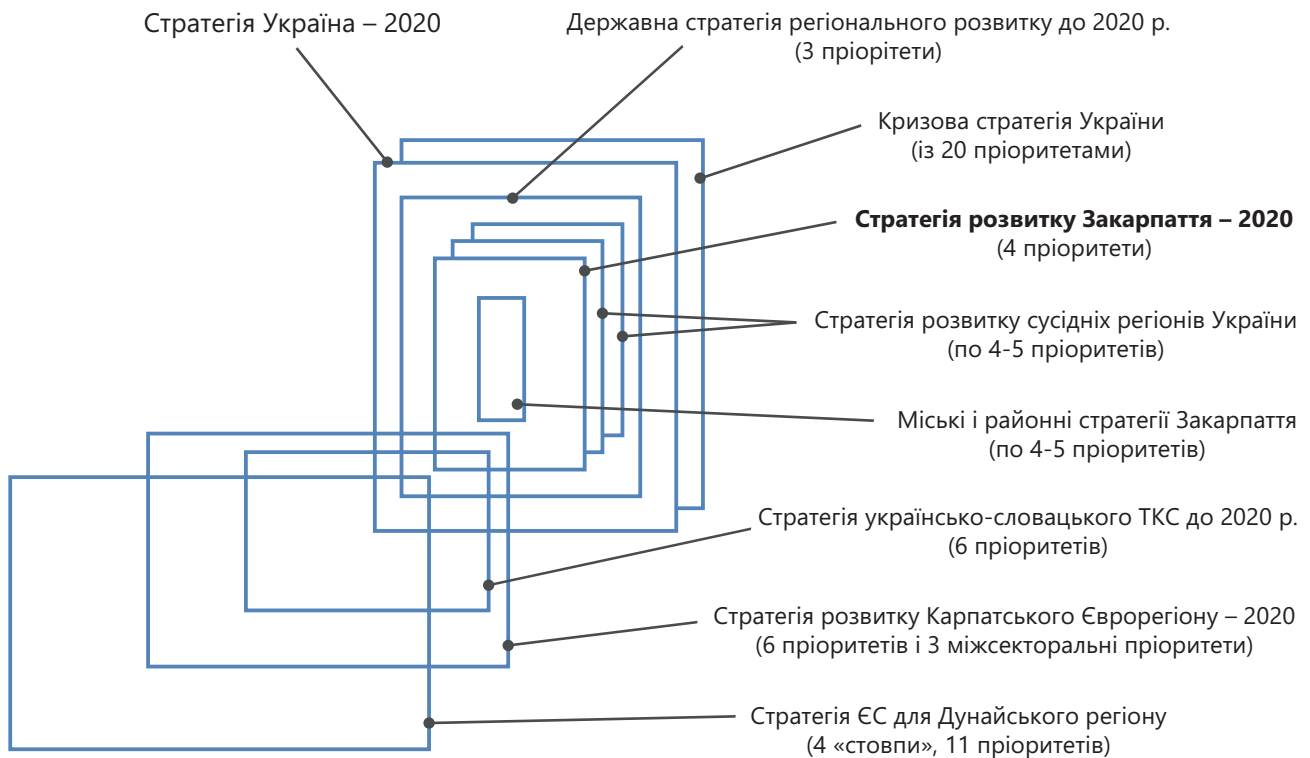 Стратегія Україна – 2020
Державна стратегія регіонального розвитку до 2020 р.
(3 пріорітети)
Кризова стратегія України
(із 20 пріоритетами)
Стратегія розвитку Закарпаття – 2020
(4 пріоритети)
Стратегія розвитку сусідніх регіонів України
(по 4-5 пріоритетів)
Міські і районні стратегії Закарпаття
(по 4-5 пріоритетів)
Стратегія українсько-словацького ТКС до 2020 р.
(6 пріоритетів)
Стратегія розвитку Карпатського Єврорегіону – 2020
(6 пріоритетів і 3 міжсекторальні пріоритети)
Стратегія ЄС для Дунайського регіону
(4 «стовпи», 11 пріоритетів)